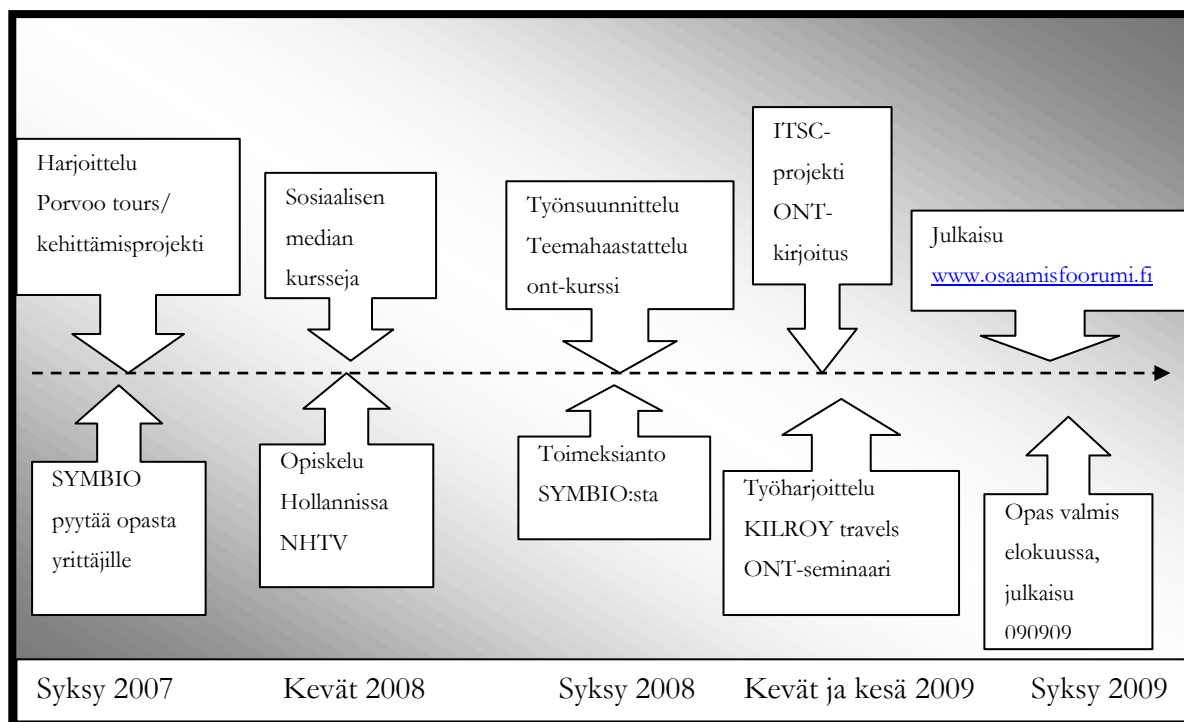 Harjoittelu
Porvoo tours/
kehittämisprojekti
Sosiaalisen
median
kursseja
Työnsuunnittelu
Teemahaastattelu
ont-kurssi
ITSC-
projekti
ONT-
kirjoitus
Julkaisu
www.osaamisfoorumi.fi
SYMBIO
pyytää opasta
yrittäjille
Opiskelu
Hollannissa
NHTV
Toimeksianto
SYMBIO:sta
Työharjoittelu
KILROY travels
ONT-seminaari
Opas valmis
elokuussa,
julkaisu
090909
Syksy 2007
Kevät 2008
Syksy 2008
Kevät ja kesä 2009
Syksy 2009